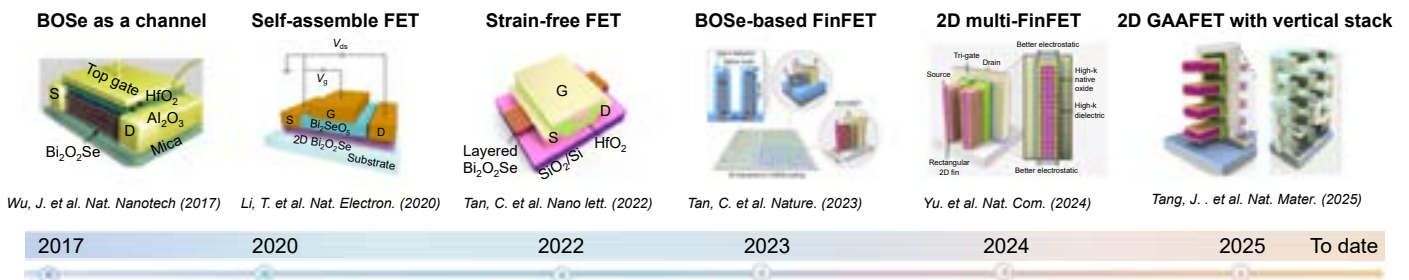 BOSe as a channel
Self-assemble FET
Strain-free FET
BOSe-based FinFET
2D multi-FinFET
2D GAAFET with vertical stack
Top gate
S
HfO₂
Al₂O₃
D
Mica
Bi₂O₂Se
V_ds
V_g
S
G
D
Bi₂SeO₅
2D Bi₂O₂Se
Substrate
G
D
S
HfO₂
Layered
Bi₂O₂Se
SiO₂/Si
Better electrostatic
Tri-gate
Drain
Source
High-k
native
oxide
High-k
dielectric
Rectangular
2D fin
Better electrostatic
Wu, J. et al. Nat. Nanotech (2017)
Li, T. et al. Nat. Electron. (2020)
Tan, C. et al. Nano lett. (2022)
Tan, C. et al. Nature. (2023)
Yu. et al. Nat. Com. (2024)
Tang, J. . et al. Nat. Mater. (2025)
2017
2020
2022
2023
2024
2025
To date